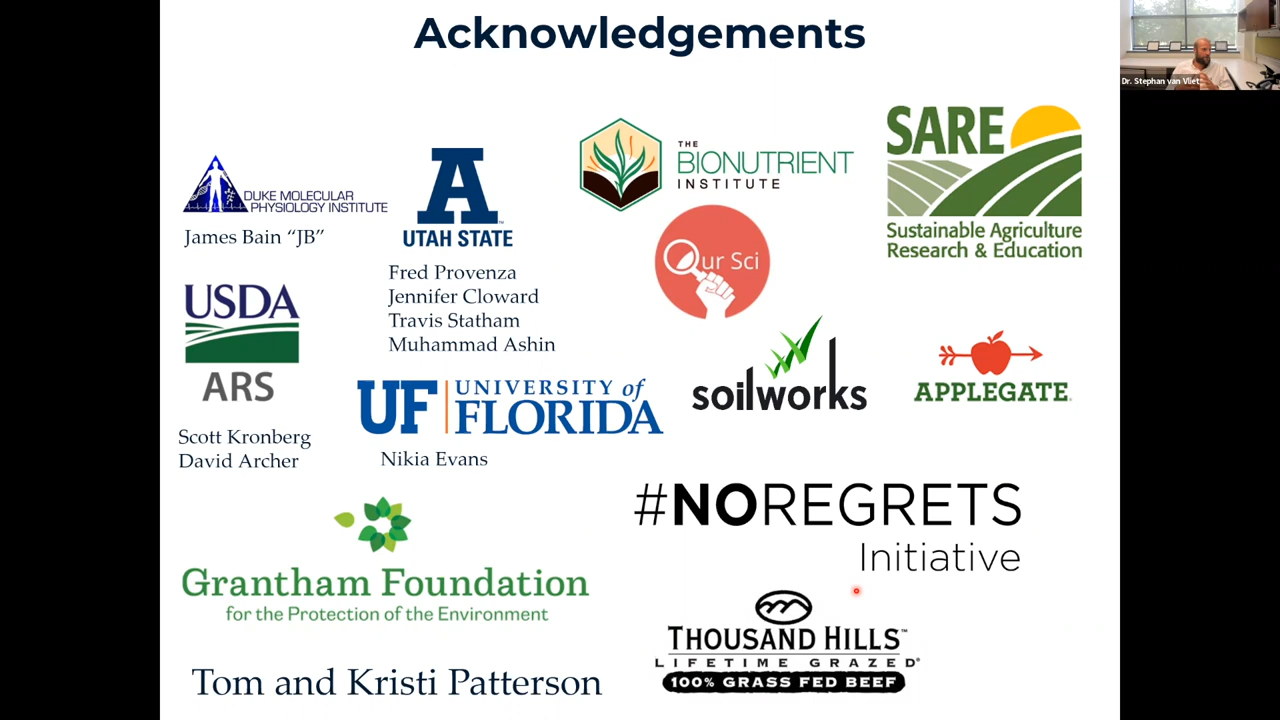 Acknowledgements
Dr. Stephan van Vliet
DUKE MOLECULAR
PHYSIOLOGY INSTITUTE
James Bain “JB”
A
UTAH STATE
Fred Provenza
Jennifer Cloward
Travis Statham
Muhammad Ashin
THE
BIONUTRIENT
INSTITUTE
SARE
Sustainable Agriculture
Research & Education
Our Sci
USDA
ARS
Scott Kronberg
David Archer
UF UNIVERSITY of
FLORIDA
Nikia Evans
soilworks
APPLEGATE
#NOREGRETS
Initiative
Grantham Foundation
for the Protection of the Environment
THOUSAND HILLS™
LIFETIME GRAZED®
100% GRASS FED BEEF
Tom and Kristi Patterson